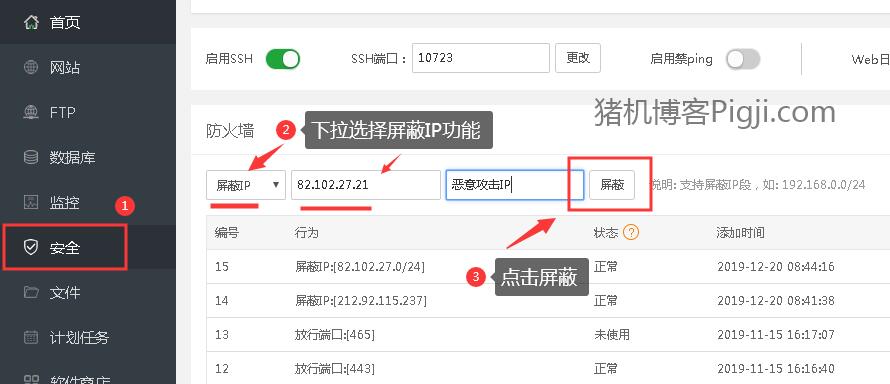 首页
网站
FTP
数据库
监控
1
安全
文件
计划任务
软件商店
启用SSH
SSH端口：
10723
更改
启用禁ping
Web日
猪机博客Pigji.com
防火墙
2
下拉选择屏蔽IP功能
屏蔽IP
82.102.27.21
恶意攻击IP
屏蔽
说明: 支持屏蔽IP段，如: 192.168.0.0/24
编号 行为 状态 ? 添加时间
3
点击屏蔽
15 屏蔽IP:[82.102.27.0/24] 正常 2019-12-20 08:44:16
14 屏蔽IP:[212.92.115.237] 正常 2019-12-20 08:41:38
13 放行端口:[465] 未使用 2019-11-15 16:17:07
12 放行端口:[443] 正常 2019-11-15 16:16:40